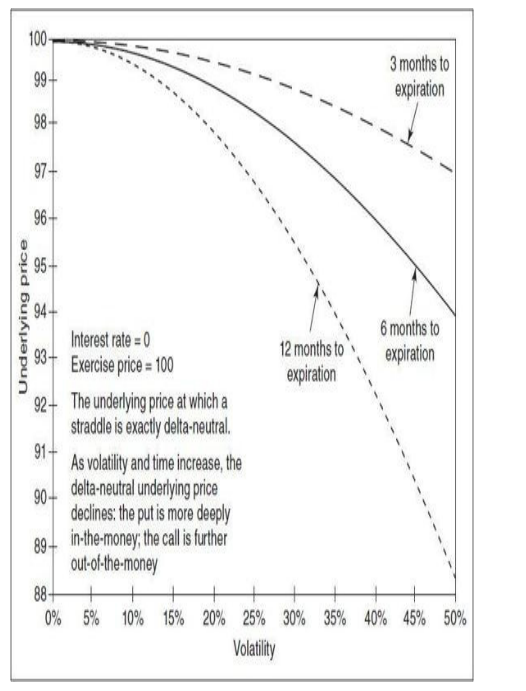 100
99
98
97
96
95
94
93
92
91
90
89
88
Underlying price
3 months to
expiration
6 months to
expiration
12 months to
expiration
Interest rate = 0
Exercise price = 100
The underlying price at which a
straddle is exactly delta-neutral.
As volatility and time increase, the
delta-neutral underlying price
declines: the put is more deeply
in-the-money; the call is further
out-of-the-money
0% 5% 10% 15% 20% 25% 30% 35% 40% 45% 50%
Volatility